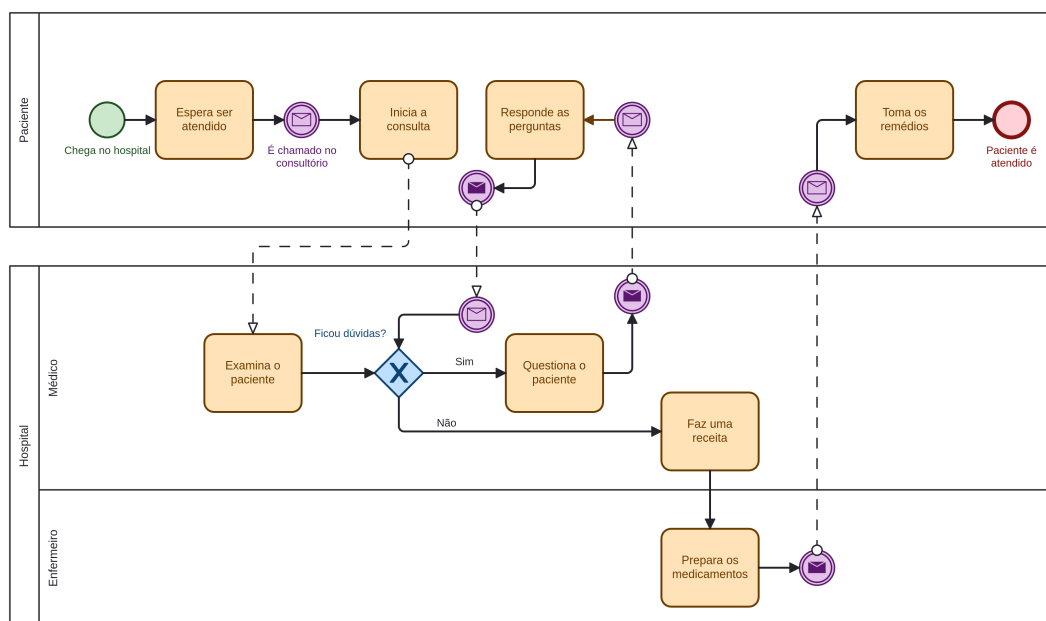 Paciente
Chega no hospital
Espera ser
atendido
É chamado no
consultório
Inicia a
consulta
Responde as
perguntas
Toma os
remédios
Paciente é
atendido
Hospital
Médico
Examina o
paciente
Ficou dúvidas?
Sim
Questiona o
paciente
Não
Faz uma
receita
Enfermeiro
Prepara os
medicamentos